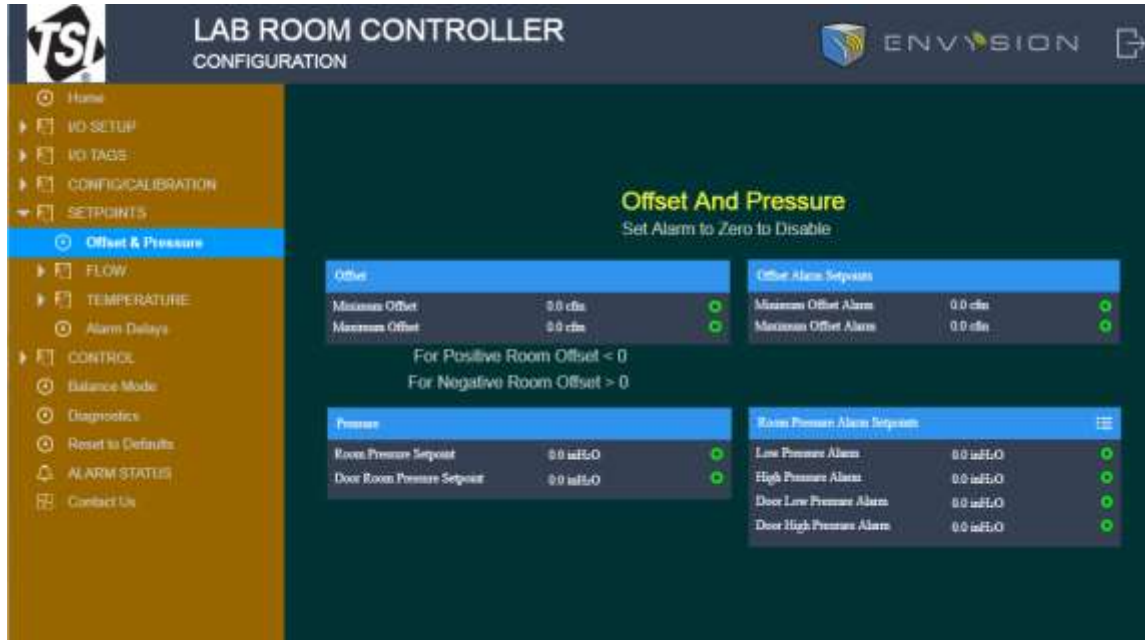 TSI
®
LAB ROOM CONTROLLER
CONFIGURATION
ENVYSION
Home
I/O SETUP
I/O TAGS
CONFIG/CALIBRATION
SETPOINTS
Offset & Pressure
FLOW
TEMPERATURE
Alarm Delays
CONTROL
Balance Mode
Diagnostics
Reset to Defaults
ALARM STATUS
Contact Us
Offset And Pressure
Set Alarm to Zero to Disable
Offset
Minimum Offset 0.0 cfm
Maximum Offset 0.0 cfm
For Positive Room Offset < 0
For Negative Room Offset > 0
Offset Alarm Setpoints
Minimum Offset Alarm 0.0 cfm
Maximum Offset Alarm 0.0 cfm
Pressure
Room Pressure Setpoint 0.0 inH₂O
Door Room Pressure Setpoint 0.0 inH₂O
Room Pressure Alarm Setpoints
Low Pressure Alarm 0.0 inH₂O
High Pressure Alarm 0.0 inH₂O
Door Low Pressure Alarm 0.0 inH₂O
Door High Pressure Alarm 0.0 inH₂O